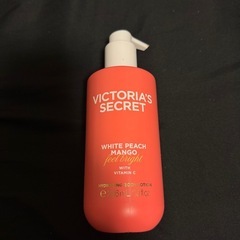 VICTORIA'S
SECRET
WHITE PEACH
MANGO
feel bright
WITH
VITAMIN C